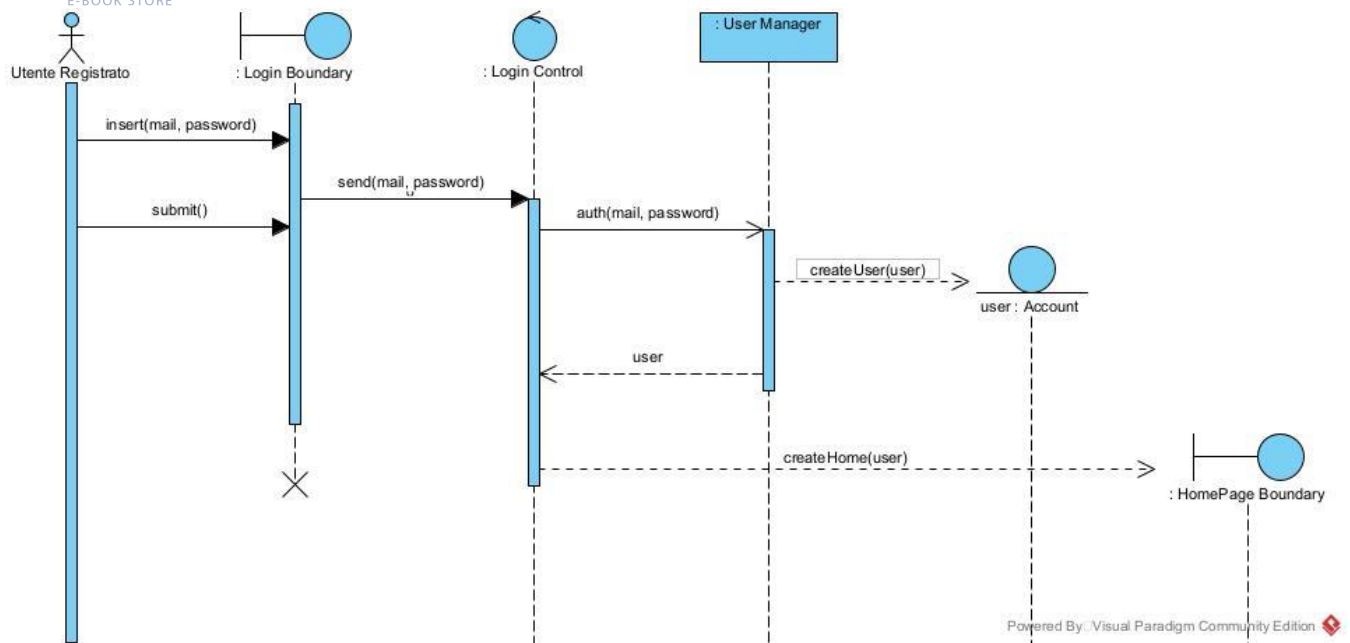 E-BOOK STORE
: User Manager
Utente Registrato
: Login Boundary
: Login Control
insert(mail, password)
send(mail, password)
submit()
auth(mail, password)
createUser(user)
user : Account
user
createHome(user)
: HomePage Boundary
Powered By Visual Paradigm Community Edition